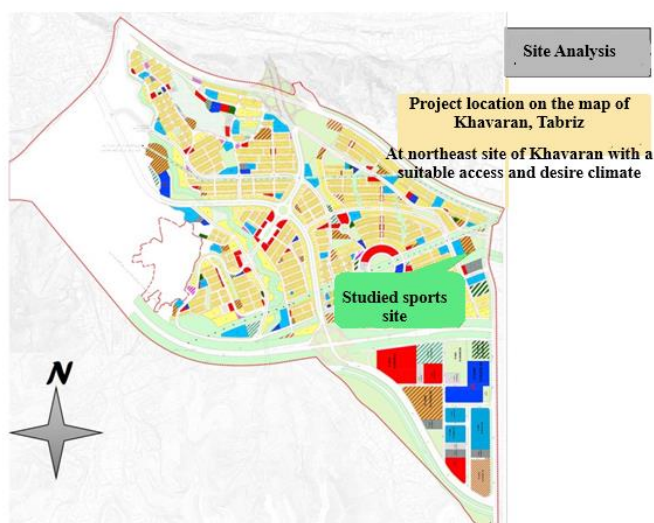 Site Analysis
Project location on the map of
Khavaran, Tabriz
At northeast site of Khavaran with a
suitable access and desire climate
Studied sports
site
N